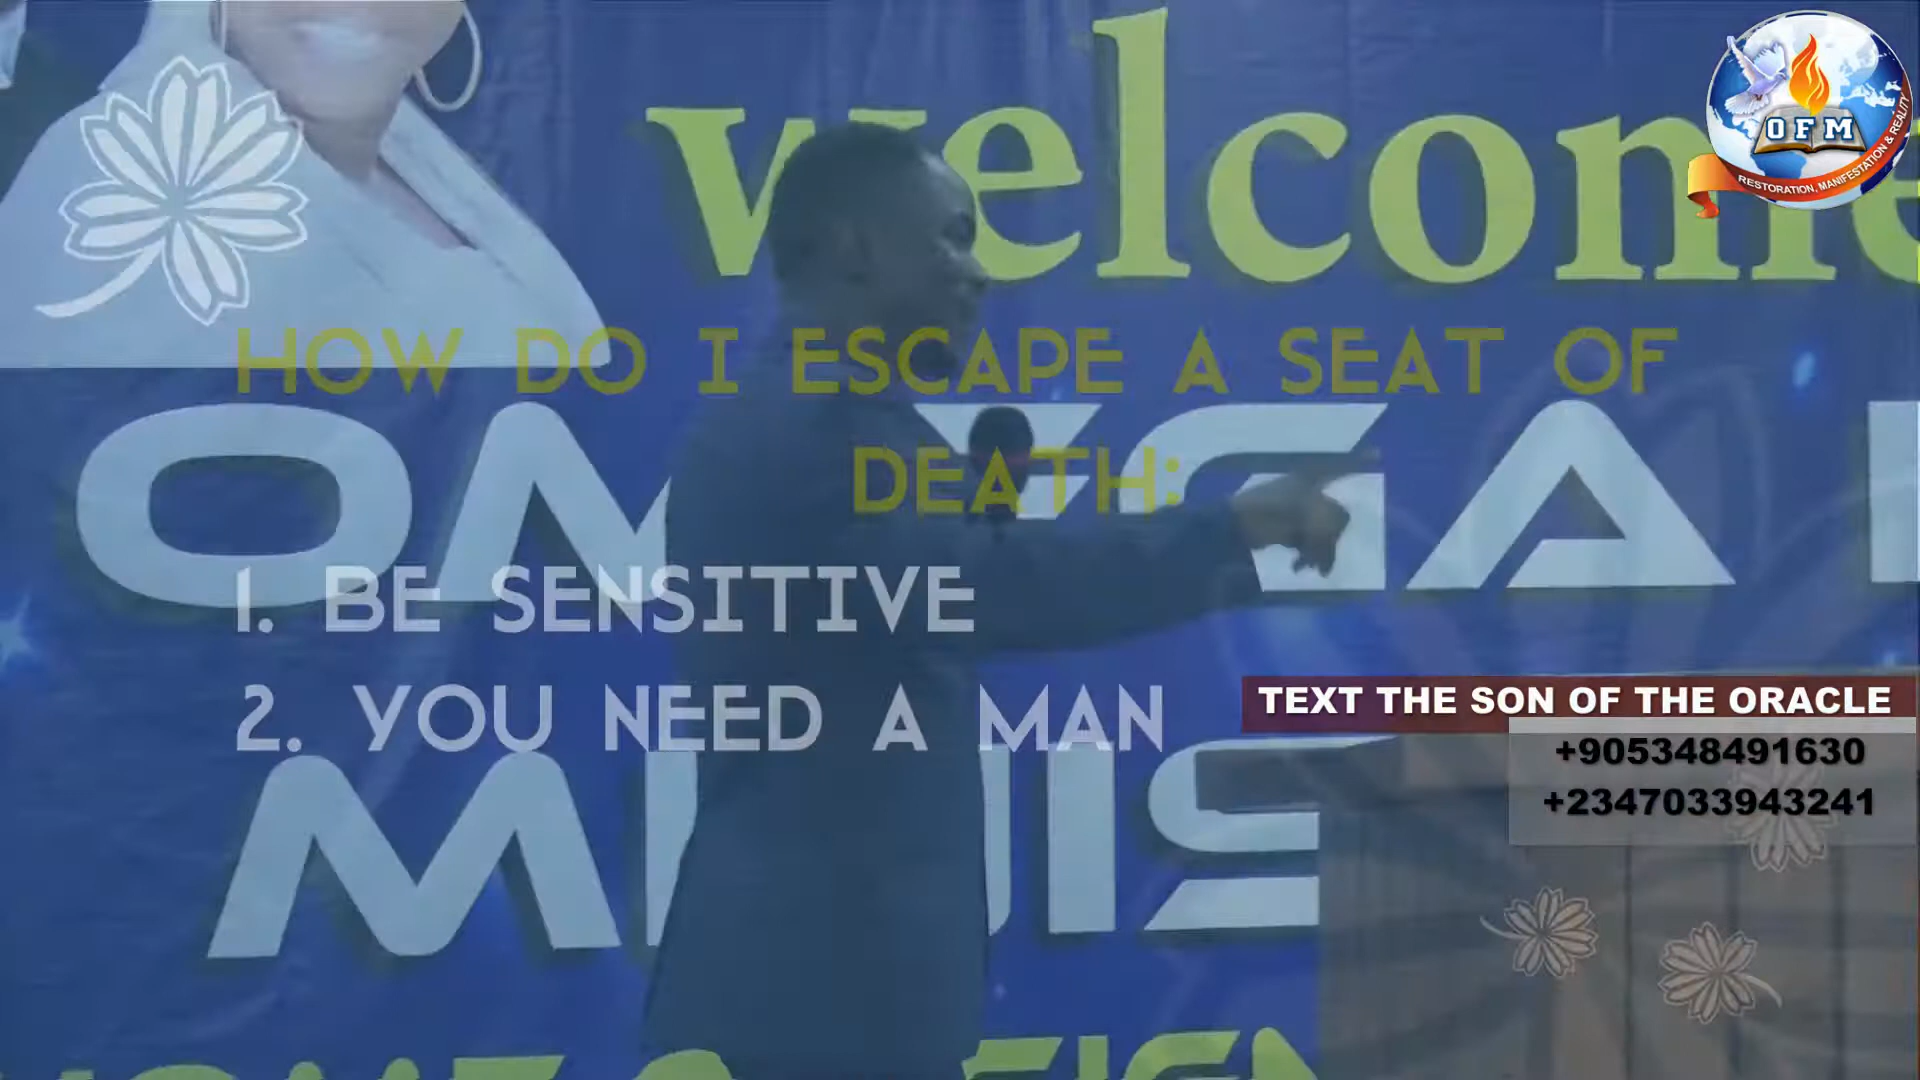 welcome
OFM
RESTORATION, MANIFESTATION & REALITY
HOW DO I ESCAPE A SEAT OF
DEATH:
1. BE SENSITIVE
2. YOU NEED A MAN
TEXT THE SON OF THE ORACLE
+905348491630
+2347033943241